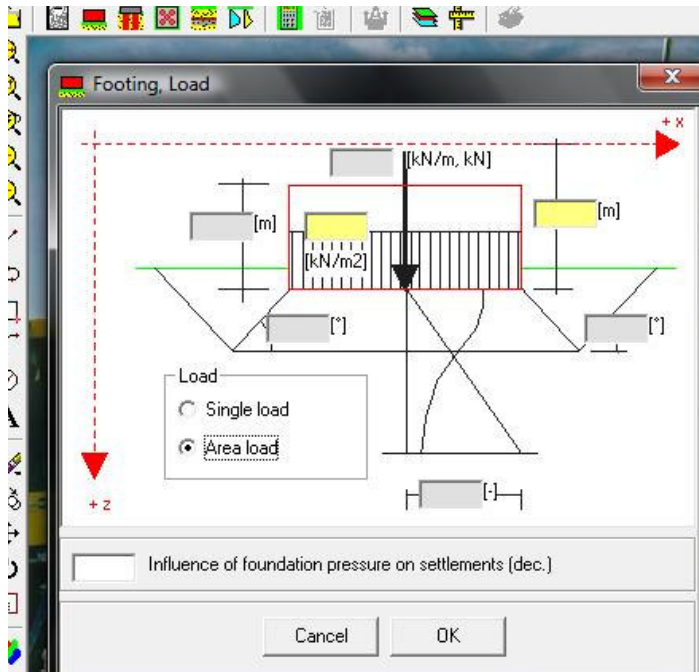 Footing, Load
x
+ x
[kN/m, kN]
[m]
[m]
[kN/m2]
[°]
[°]
Load
Single load
Area load
[-]
+ z
A
Influence of foundation pressure on settlements (dec.)
Cancel
OK